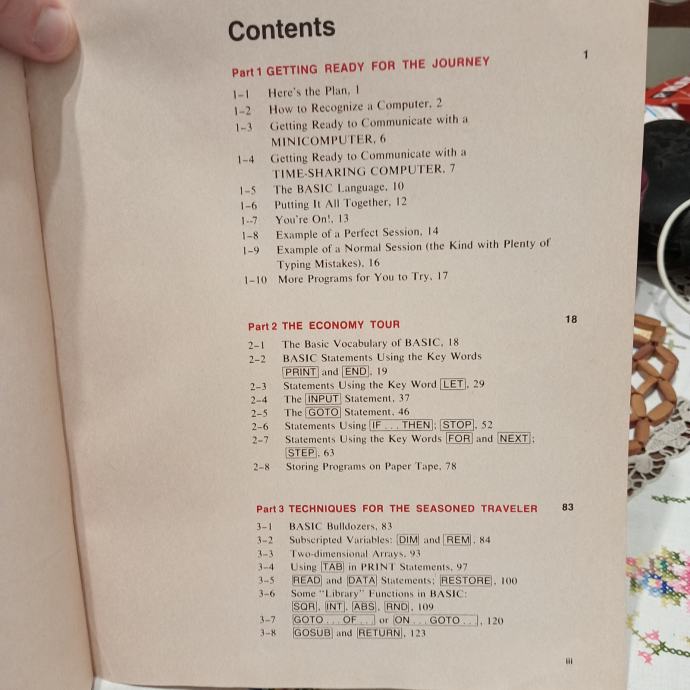 Contents
Part 1 GETTING READY FOR THE JOURNEY 1
1-1 Here's the Plan, 1
1-2 How to Recognize a Computer, 2
1-3 Getting Ready to Communicate with a
MINICOMPUTER, 6
1-4 Getting Ready to Communicate with a
TIME-SHARING COMPUTER, 7
1-5 The BASIC Language, 10
1-6 Putting It All Together, 12
1-7 You're On!, 13
1-8 Example of a Perfect Session, 14
1-9 Example of a Normal Session (the Kind with Plenty of
Typing Mistakes), 16
1-10 More Programs for You to Try, 17
Part 2 THE ECONOMY TOUR 18
2-1 The Basic Vocabulary of BASIC, 18
2-2 BASIC Statements Using the Key Words
PRINT and END, 19
2-3 Statements Using the Key Word LET, 29
2-4 The INPUT Statement, 37
2-5 The GOTO Statement, 46
2-6 Statements Using IF . . . THEN; STOP, 52
2-7 Statements Using the Key Words FOR and NEXT;
STEP, 63
2-8 Storing Programs on Paper Tape, 78
Part 3 TECHNIQUES FOR THE SEASONED TRAVELER 83
3-1 BASIC Bulldozers, 83
3-2 Subscripted Variables: DIM and REM, 84
3-3 Two-dimensional Arrays, 93
3-4 Using TAB in PRINT Statements, 97
3-5 READ and DATA Statements; RESTORE, 100
3-6 Some "Library" Functions in BASIC:
SQR, INT, ABS, RND, 109
3-7 GOTO . . . OF . . . or ON . . . GOTO . . . , 120
3-8 GOSUB and RETURN, 123
iii